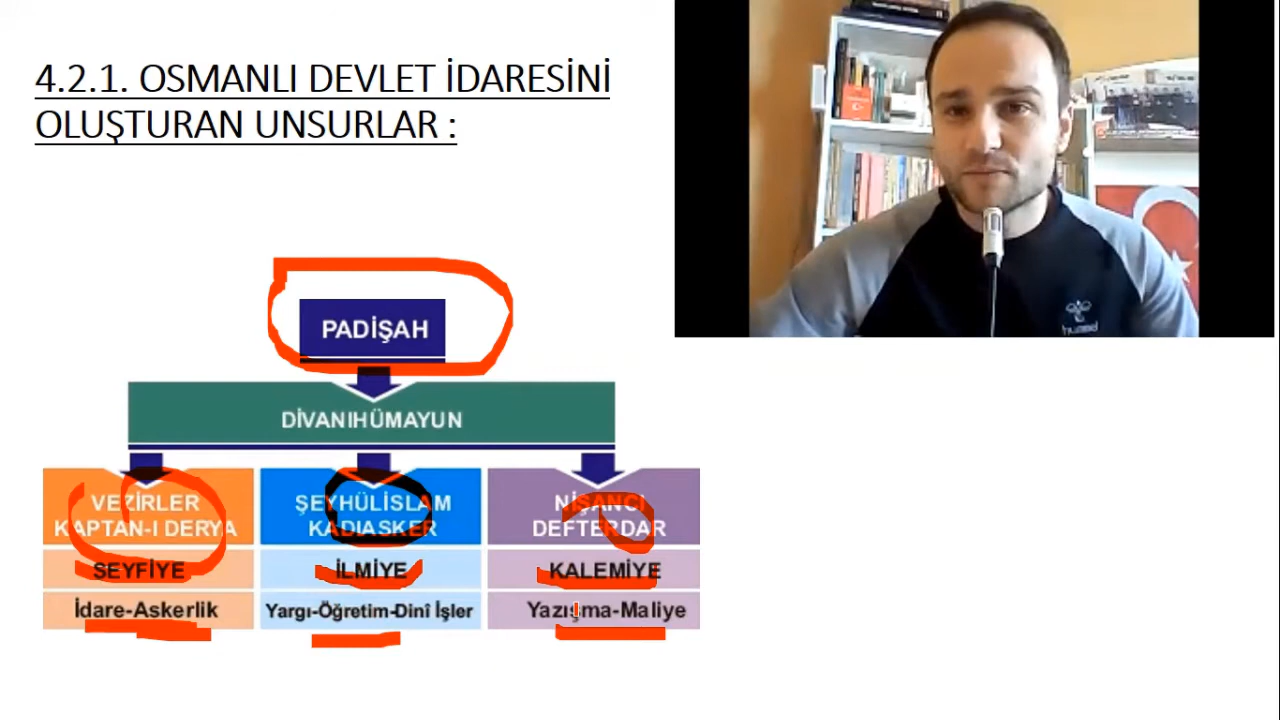 4.2.1. OSMANLI DEVLET İDARESİNİ
OLUŞTURAN UNSURLAR :
PADİŞAH
DİVANIHÜMAYUN
VEZİRLER
KAPTAN-I DERYA
SEYFİYE
İdare-Askerlik
ŞEYHÜLİSLAM
KADIASKER
İLMİYE
Yargı-Öğretim-Dinî İşler
NİŞANCI
DEFTERDAR
KALEMİYE
Yazışma-Maliye
hummel